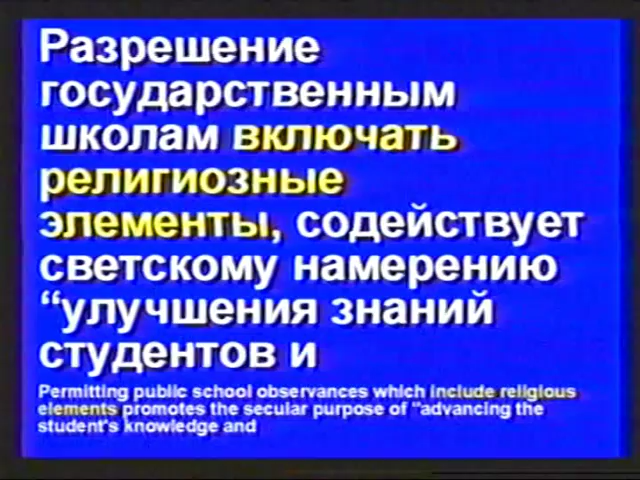 Разрешение
государственным
школам включать
религиозные
элементы, содействует
светскому намерению
“улучшения знаний
студентов и
Permitting public school observances which include religious
elements promotes the secular purpose of "advancing the
student's knowledge and